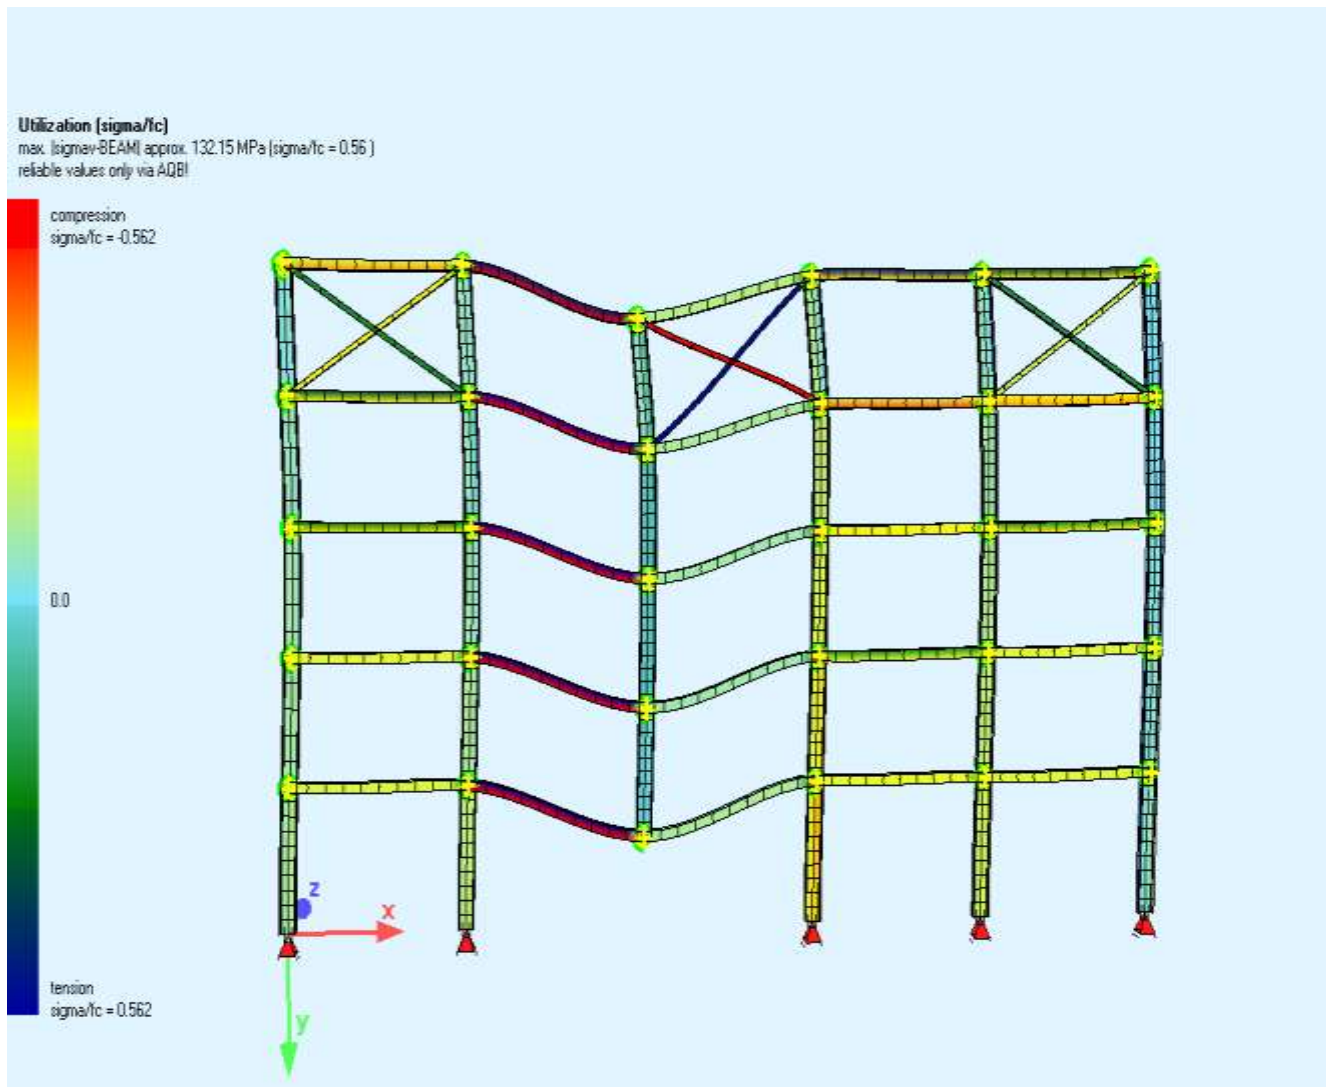 Utilization (sigma/fc)
max. |sigmav-BEAM| approx. 132.15 MPa (sigma/fc = 0.56 )
reliable values only via AQB!
compression
sigma/fc = -0.562
0.0
tension
sigma/fc = 0.562
z
x
y